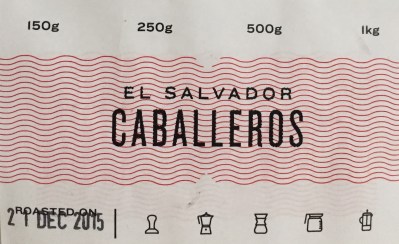 150g 250g 500g 1kg
EL SALVADOR
CABALLEROS
ROASTED ON
21 DEC 2015